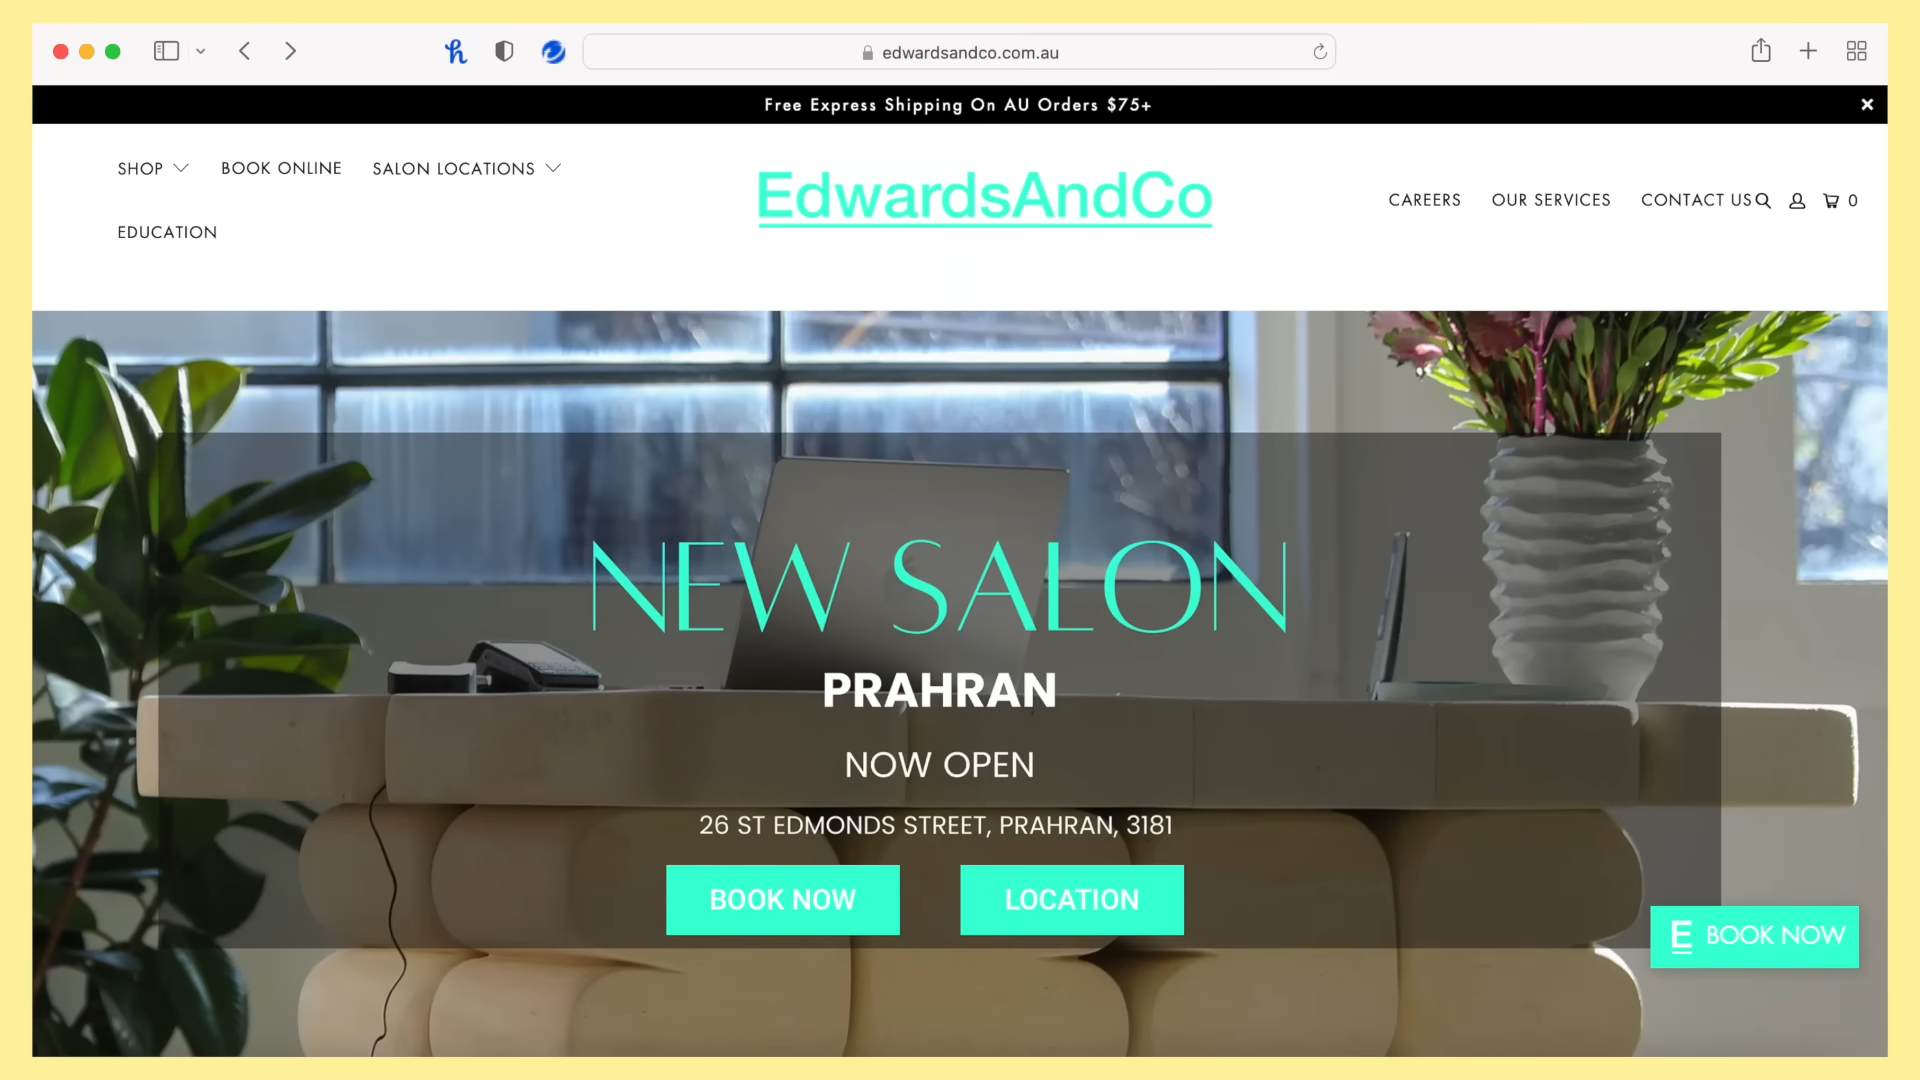 edwardsandco.com.au
Free Express Shipping On AU Orders $75+
SHOP BOOK ONLINE SALON LOCATIONS
EDUCATION
EdwardsAndCo
CAREERS OUR SERVICES CONTACT US 0
NEW SALON
PRAHRAN
NOW OPEN
26 ST EDMONDS STREET, PRAHRAN, 3181
BOOK NOW LOCATION
E BOOK NOW